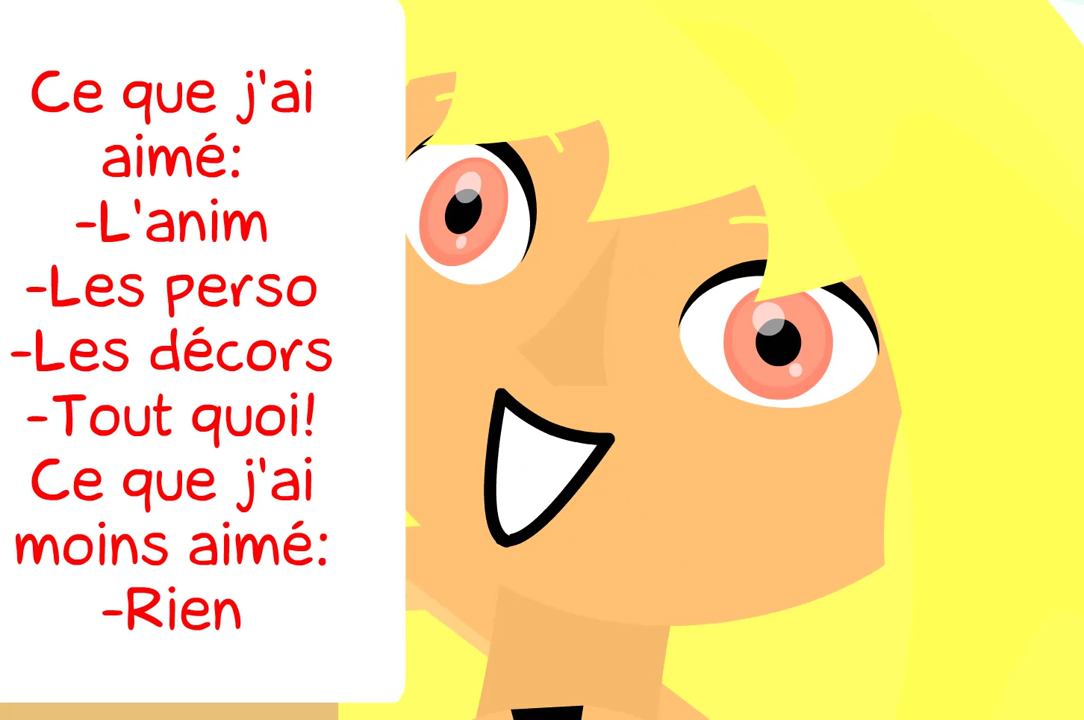 Ce que j'ai
aimé:
-L'anim
-Les perso
-Les décors
-Tout quoi!
Ce que j'ai
moins aimé:
-Rien